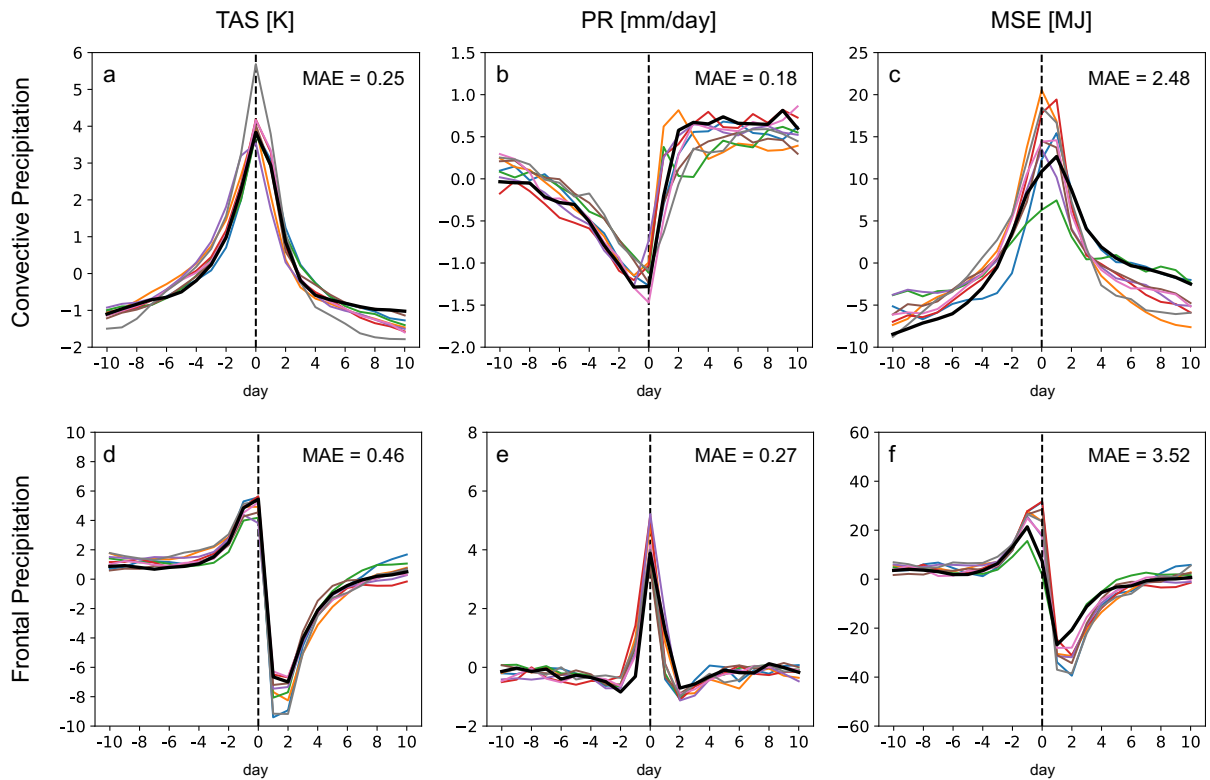 TAS [K] PR [mm/day] MSE [MJ]
Convective Precipitation
a MAE = 0.25
6
5
4
3
2
1
0
−1
−2
-10 -8 -6 -4 -2 0 2 4 6 8 10
day
b MAE = 0.18
1.5
1.0
0.5
0.0
−0.5
−1.0
−1.5
−2.0
-10 -8 -6 -4 -2 0 2 4 6 8 10
day
c MAE = 2.48
25
20
15
10
5
0
−5
−10
-10 -8 -6 -4 -2 0 2 4 6 8 10
day
Frontal Precipitation
d MAE = 0.46
10
8
6
4
2
0
−2
−4
−6
−8
−10
-10 -8 -6 -4 -2 0 2 4 6 8 10
day
e MAE = 0.27
8
6
4
2
0
−2
-10 -8 -6 -4 -2 0 2 4 6 8 10
day
f MAE = 3.52
60
40
20
0
−20
−40
−60
-10 -8 -6 -4 -2 0 2 4 6 8 10
day